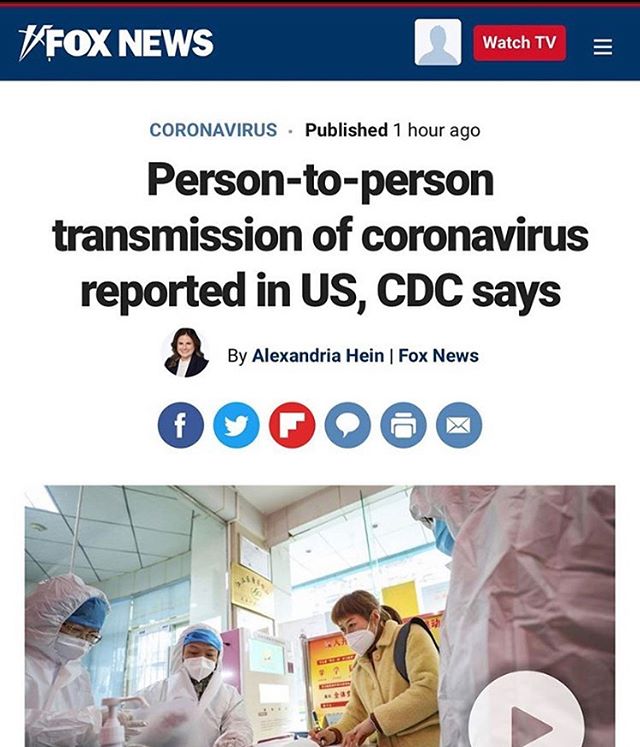 FOX NEWS
Watch TV
CORONAVIRUS · Published 1 hour ago
Person-to-person
transmission of coronavirus
reported in US, CDC says
By Alexandria Hein | Fox News